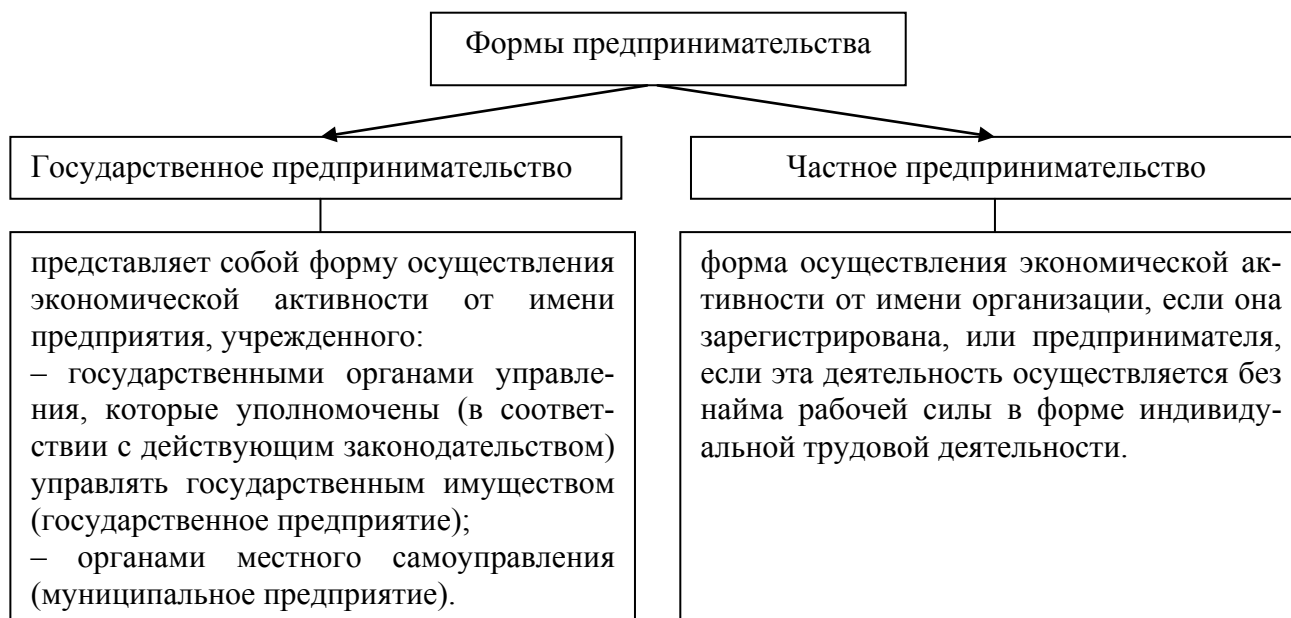 Формы предпринимательства
Государственное предпринимательство
Частное предпринимательство
представляет собой форму осуществления
экономической активности от имени
предприятия, учрежденного:
– государственными органами управле-
ния, которые уполномочены (в соответ-
ствии с действующим законодательством)
управлять государственным имуществом
(государственное предприятие);
– органами местного самоуправления
(муниципальное предприятие).
форма осуществления экономической ак-
тивности от имени организации, если она
зарегистрирована, или предпринимателя,
если эта деятельность осуществляется без
найма рабочей силы в форме индивиду-
альной трудовой деятельности.